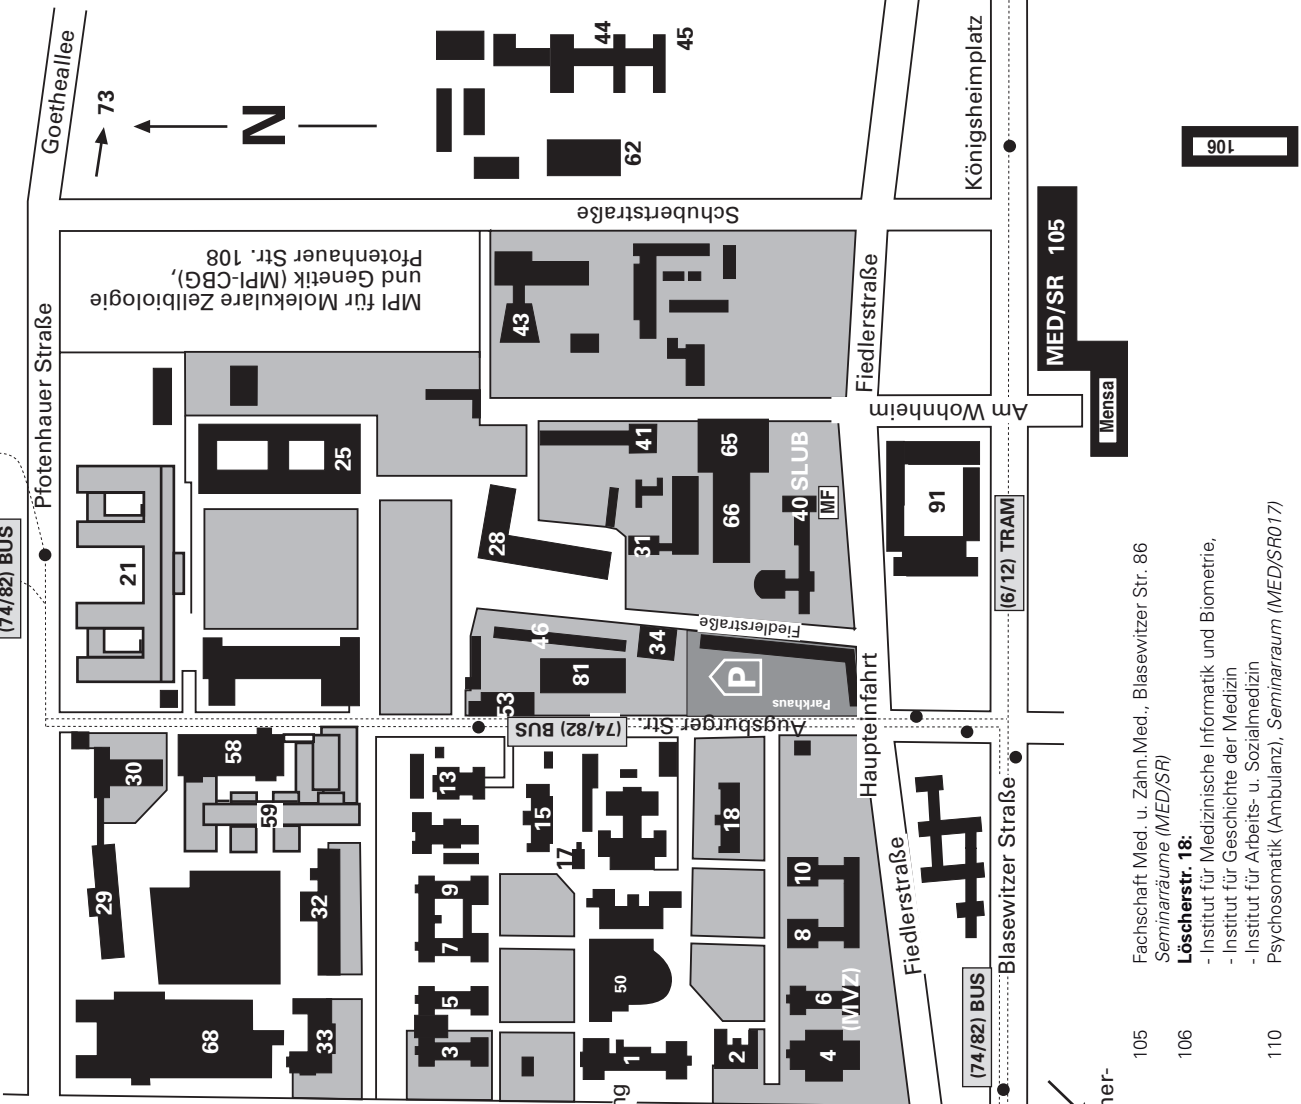 Goetheallee
73
N
44
45
62
Königsheimplatz
106
Schubertstraße
MPI für Molekulare Zellbiologie
und Genetik (MPI-CBG),
Pfotenhauer Str. 108
43
Fiedlerstraße
MED/SR 105
Mensa
Pfotenhauer Straße
(74/82) BUS
Am Wohnheim
25
41
65
66
40 SLUB
MF
91
(6/12) TRAM
21
28
31
Fiedlerstraße
46
34
81
53
P
Parkhaus
Haupteinfahrt
Augsburger Str.
(74/82) BUS
30
58
59
13
15
17
18
29
32
9
7
10
8
Fiedlerstraße
Blasewitzer Straße
68
33
5
3
50
1
2
6
(MVZ)
4
(74/82) BUS
ng
ner-
105 Fachschaft Med. u. Zahn.Med., Blasewitzer Str. 86
Seminarräume (MED/SR)
106 Löscherstr. 18:
- Institut für Medizinische Informatik und Biometrie,
- Institut für Geschichte der Medizin
- Institut für Arbeits- u. Sozialmedizin
110 Psychosomatik (Ambulanz), Seminarraum (MED/SR017)